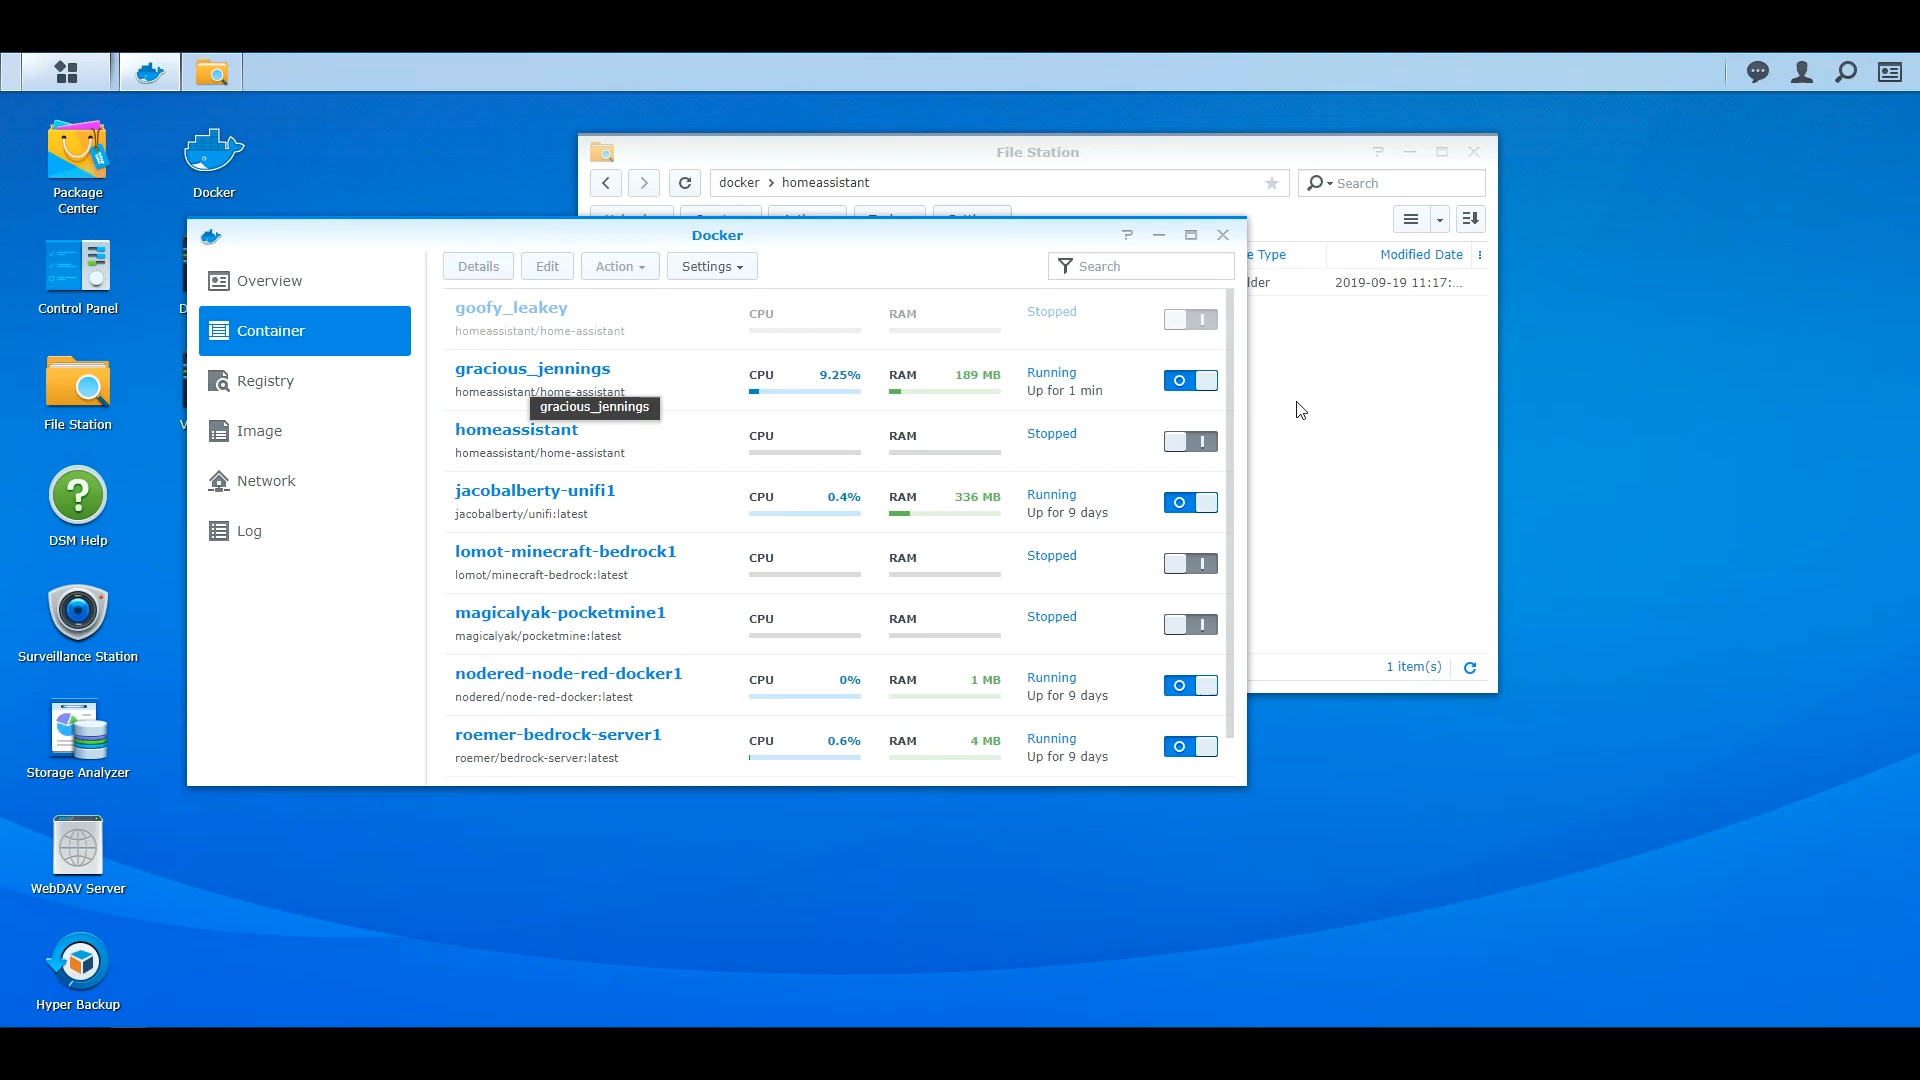 Package
Center
Docker
Control Panel
File Station
DSM Help
Surveillance Station
Storage Analyzer
WebDAV Server
Hyper Backup
File Station
docker homeassistant
Search
Modified Date
2019-09-19 11:17:...
1 item(s)
Docker
Overview
Container
Registry
Image
Network
Log
Details Edit Action Settings
Search
goofy_leakey CPU RAM Stopped
homeassistant/home-assistant
gracious_jennings CPU 9.25% RAM 189 MB Running
homeassistant/home-assistant Up for 1 min
gracious_jennings
homeassistant CPU RAM Stopped
homeassistant/home-assistant
jacobalberty-unifi1 CPU 0.4% RAM 336 MB Running
jacobalberty/unifi:latest Up for 9 days
lomot-minecraft-bedrock1 CPU RAM Stopped
lomot/minecraft-bedrock:latest
magicalyak-pocketmine1 CPU RAM Stopped
magicalyak/pocketmine:latest
nodered-node-red-docker1 CPU 0% RAM 1 MB Running
nodered/node-red-docker:latest Up for 9 days
roemer-bedrock-server1 CPU 0.6% RAM 4 MB Running
roemer/bedrock-server:latest Up for 9 days